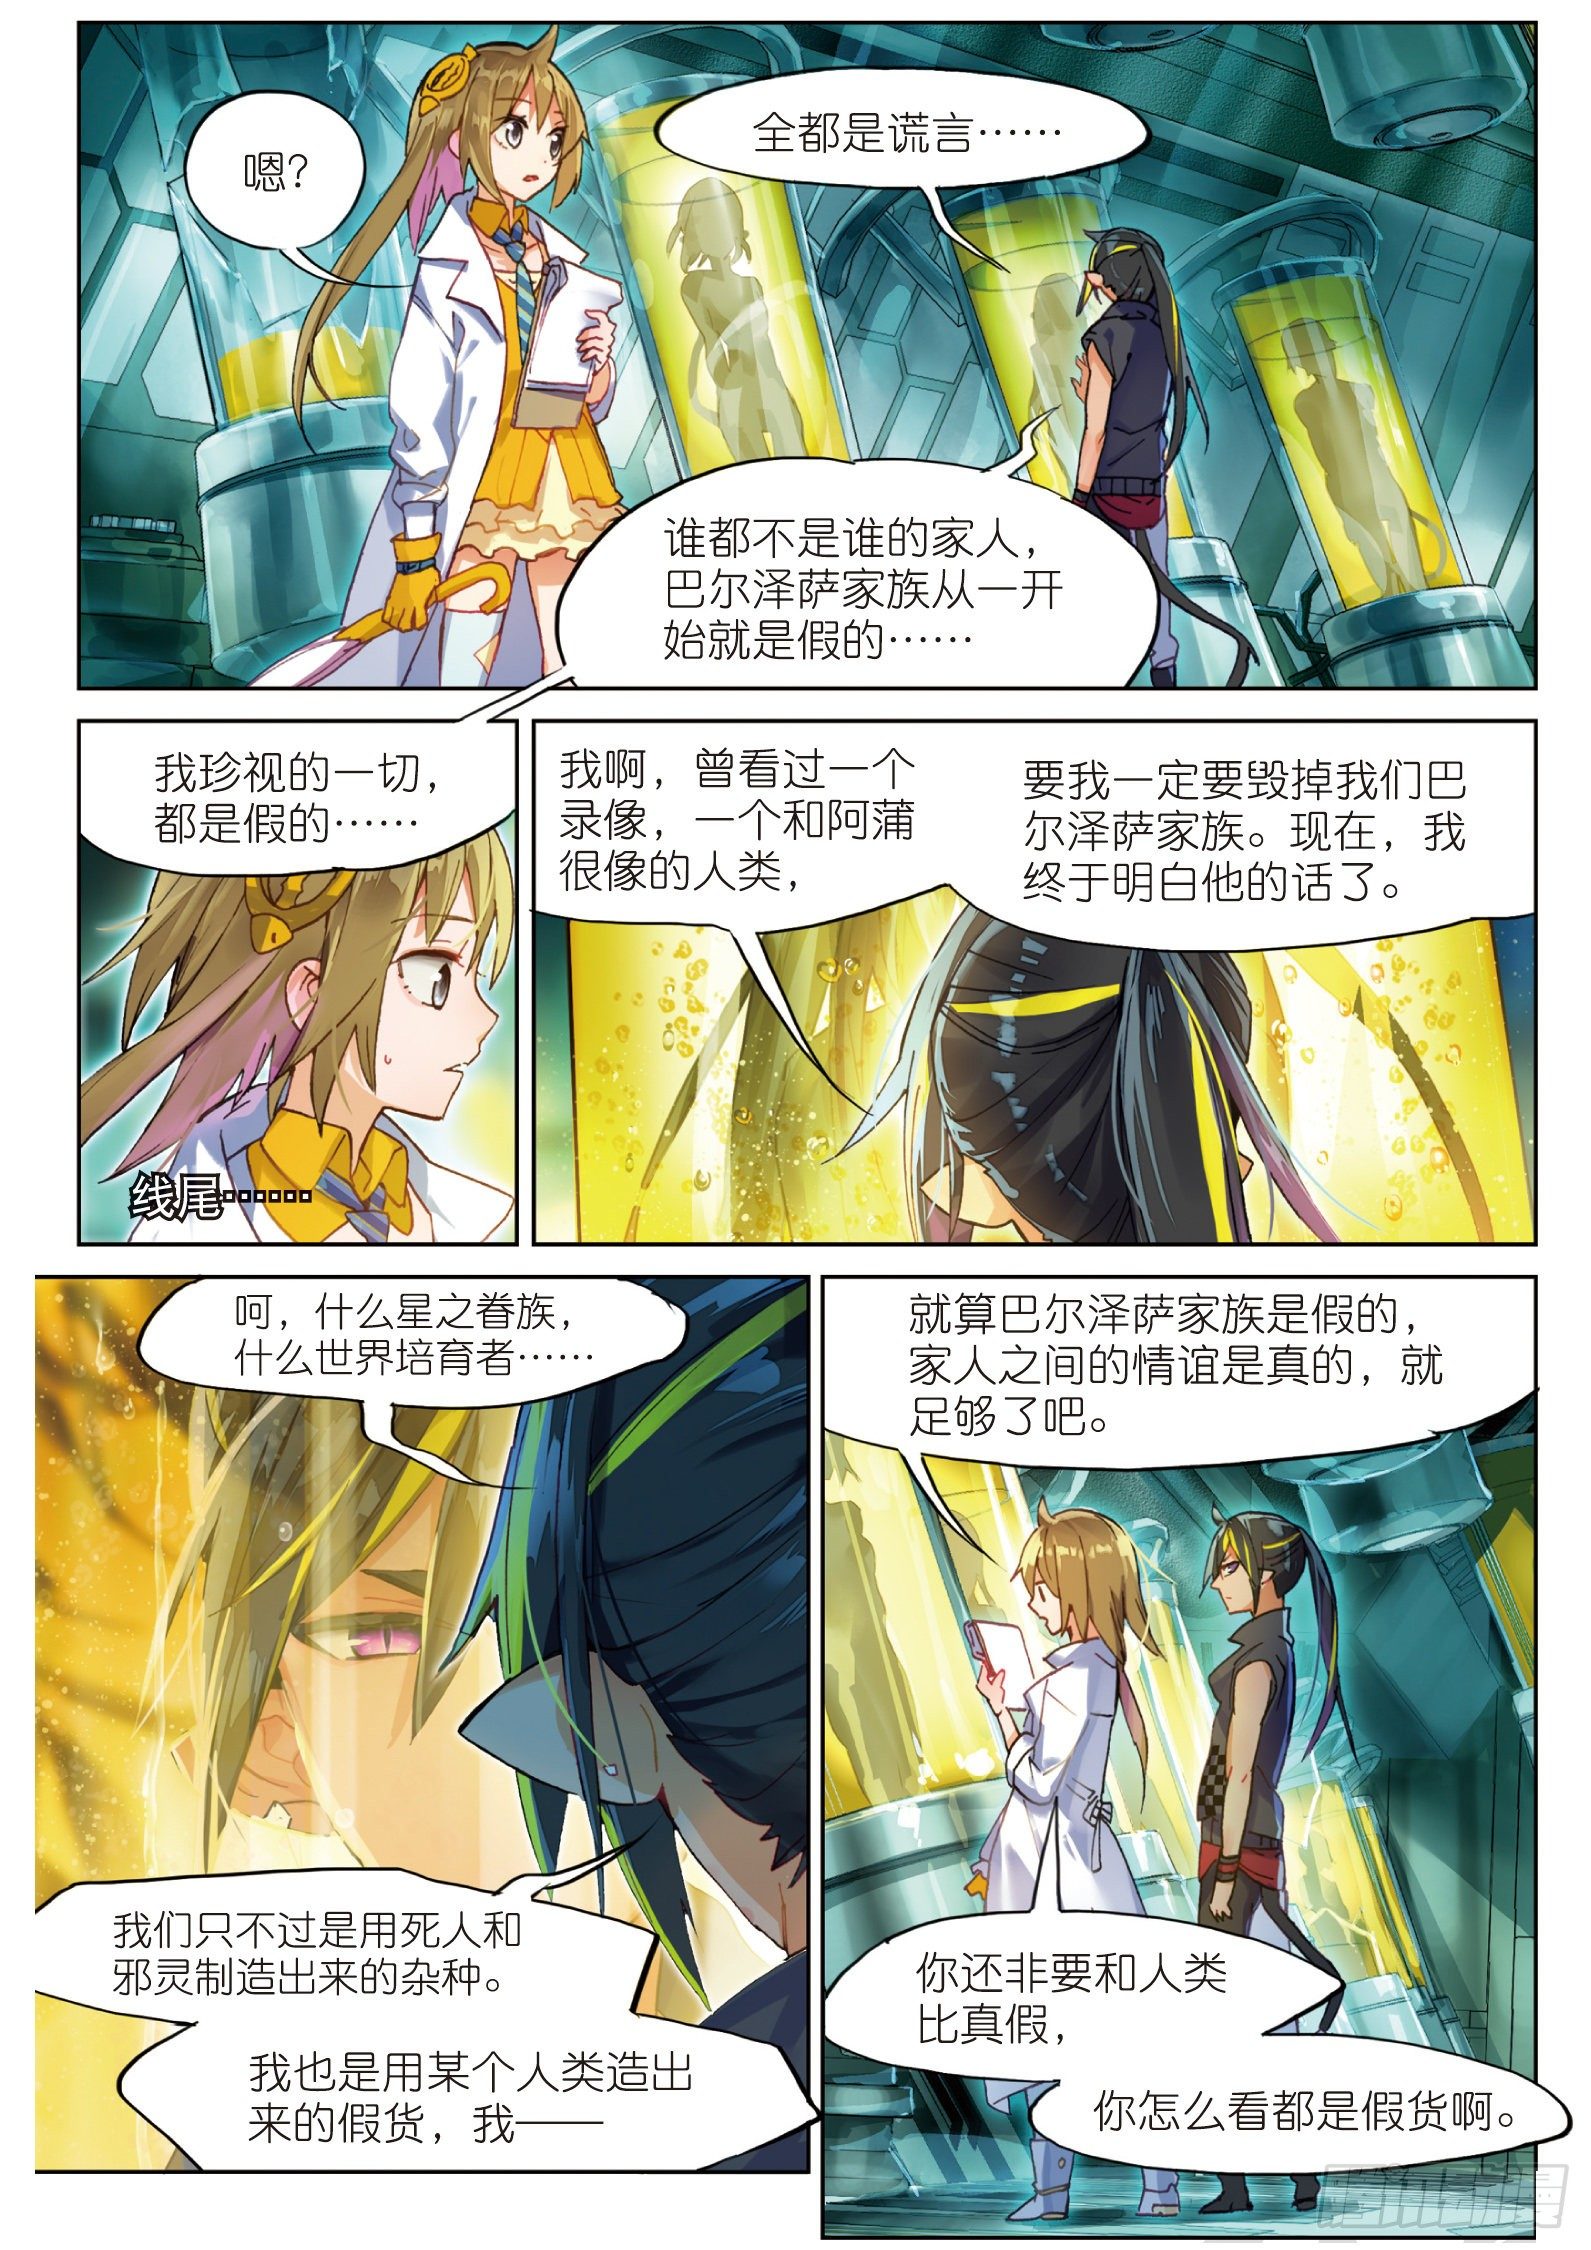 嗯？
全都是谎言……
谁都不是谁的家人，
巴尔泽萨家族从一开
始就是假的……
我珍视的一切，
都是假的……
线尾……
我啊，曾看过一个
录像，一个和阿蒲
很像的人类，
要我一定要毁掉我们巴
尔泽萨家族。现在，我
终于明白他的话了。
呵，什么星之眷族，
什么世界培育者……
我们只不过是用死人和
邪灵制造出来的杂种。
我也是用某个人类造出
来的假货，我——
就算巴尔泽萨家族是假的，
家人之间的情谊是真的，就
足够了吧。
你还非要和人类
比真假，
你怎么看都是假货啊。